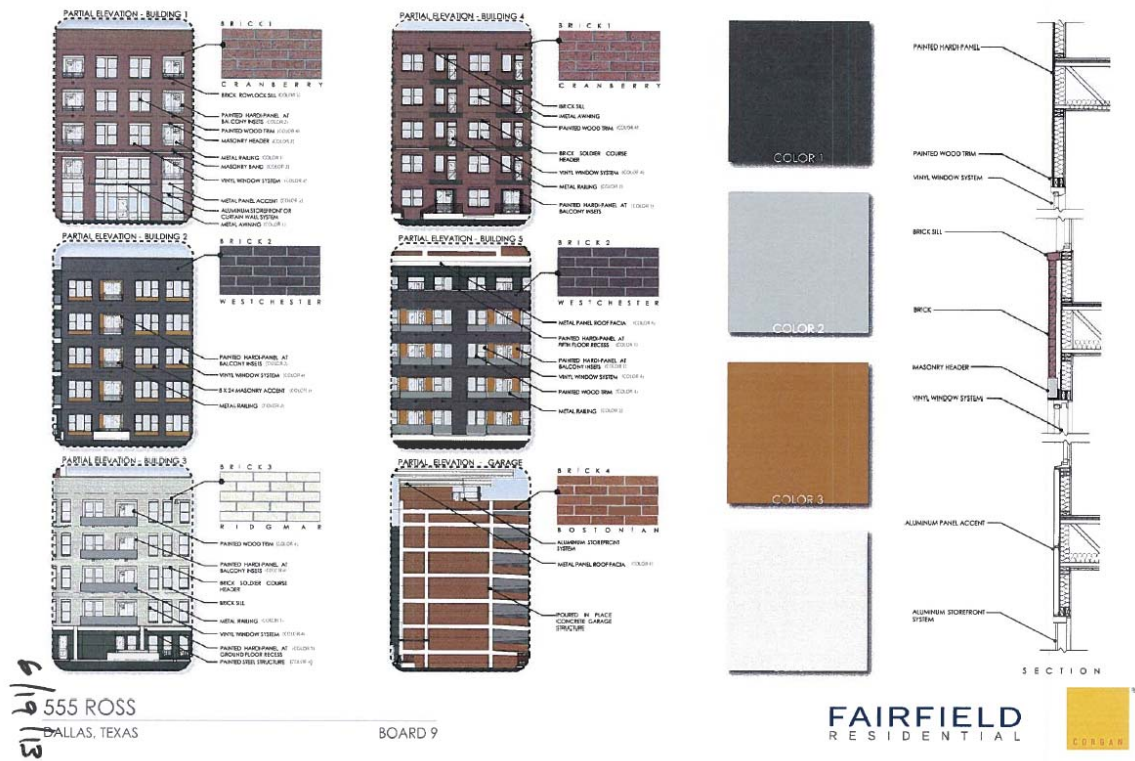 PARTIAL ELEVATION - BUILDING 1
BRICK 1
CRANBERRY
BRICK ROWLOCK SILL
PAINTED HARDI-PANEL AT
BALCONY INSETS
PAINTED WOOD TRIM
MASONRY HEADER
METAL RAILING
MASONRY BAND
VINYL WINDOW SYSTEM
METAL PANEL ACCENT
ALUMINUM STOREFRONT OR
CURTAIN WALL SYSTEM
METAL AWNING
PARTIAL ELEVATION - BUILDING 2
BRICK 2
WESTCHESTER
PAINTED HARDI-PANEL AT
BALCONY INSETS
VINYL WINDOW SYSTEM
8 X 24 MASONRY ACCENT
METAL RAILING
PARTIAL ELEVATION - BUILDING 3
BRICK 3
RIDGMAR
PAINTED WOOD TRIM
PAINTED HARDI-PANEL AT
BALCONY INSETS
BRICK SOLDIER COURSE
HEADER
BRICK SILL
METAL RAILING
VINYL WINDOW SYSTEM
PAINTED HARDI-PANEL AT
GROUND FLOOR RECESS
PAINTED STEEL STRUCTURE
PARTIAL ELEVATION - BUILDING 4
BRICK 1
CRANBERRY
BRICK SILL
METAL AWNING
PAINTED WOOD TRIM
BRICK SOLDIER COURSE
HEADER
VINYL WINDOW SYSTEM
METAL RAILING
PAINTED HARDI-PANEL AT
BALCONY INSETS
PARTIAL ELEVATION - BUILDING 5
BRICK 2
WESTCHESTER
METAL PANEL ROOF FACIA
PAINTED HARDI-PANEL AT
FIFTH FLOOR RECESS
PAINTED HARDI-PANEL AT
BALCONY INSETS
VINYL WINDOW SYSTEM
PAINTED WOOD TRIM
METAL RAILING
PARTIAL ELEVATION - GARAGE
BRICK 4
BOSTONIAN
ALUMINUM STOREFRONT
SYSTEM
METAL PANEL ROOF FACIA
POURED IN PLACE
CONCRETE GARAGE
STRUCTURE
COLOR 1
COLOR 2
COLOR 3
PAINTED HARDI-PANEL
PAINTED WOOD TRIM
VINYL WINDOW SYSTEM
BRICK SILL
BRICK
MASONRY HEADER
VINYL WINDOW SYSTEM
ALUMINUM PANEL ACCENT
ALUMINUM STOREFRONT
SYSTEM
SECTION
6/19/13
555 ROSS
DALLAS, TEXAS
BOARD 9
FAIRFIELD
RESIDENTIAL
CORGAN